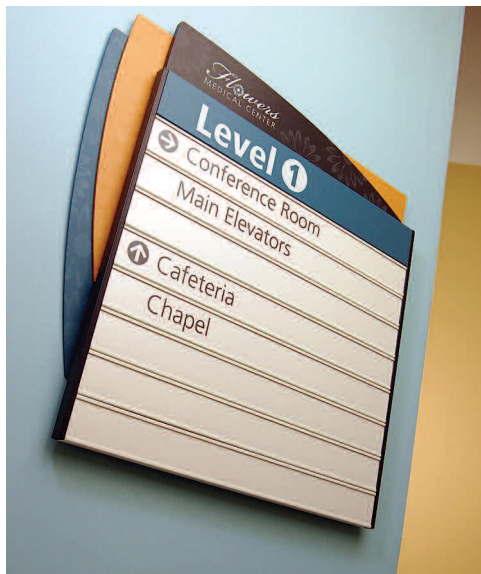 Flowers
MEDICAL CENTER
Level 1
Conference Room
Main Elevators
Cafeteria
Chapel